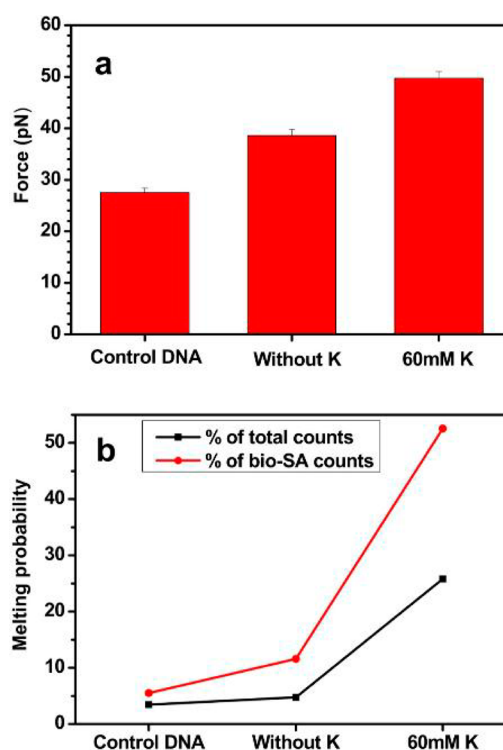 60
a
50
40
Force (pN)
30
20
10
0
Control DNA Without K 60mM K
50
b
% of total counts
% of bio-SA counts
40
Melting probability
30
20
10
0
Control DNA Without K 60mM K